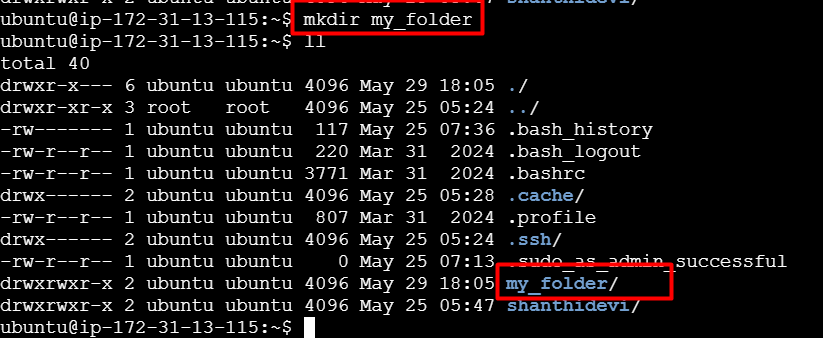 drwxrwxr-x 2 ubuntu ubuntu 4096 May 25 05:47 shanthidevi/
ubuntu@ip-172-31-13-115:~$ mkdir my_folder
ubuntu@ip-172-31-13-115:~$ ll
total 40
drwxr-x--- 6 ubuntu ubuntu 4096 May 29 18:05 ./
drwxr-xr-x 3 root   root   4096 May 25 05:24 ../
-rw------- 1 ubuntu ubuntu  117 May 25 07:36 .bash_history
-rw-r--r-- 1 ubuntu ubuntu  220 Mar 31  2024 .bash_logout
-rw-r--r-- 1 ubuntu ubuntu 3771 Mar 31  2024 .bashrc
drwx------ 2 ubuntu ubuntu 4096 May 25 05:28 .cache/
-rw-r--r-- 1 ubuntu ubuntu  807 Mar 31  2024 .profile
drwx------ 2 ubuntu ubuntu 4096 May 25 05:24 .ssh/
-rw-r--r-- 1 ubuntu ubuntu    0 May 25 07:13 .sudo_as_admin_successful
drwxrwxr-x 2 ubuntu ubuntu 4096 May 29 18:05 my_folder/
drwxrwxr-x 2 ubuntu ubuntu 4096 May 25 05:47 shanthidevi/
ubuntu@ip-172-31-13-115:~$